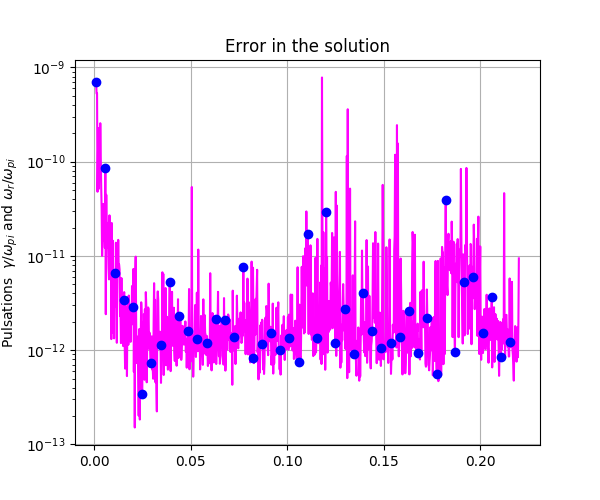 Error in the solution
Pulsations γ/ω_pi and ω_r/ω_pi
10⁻⁹
10⁻¹⁰
10⁻¹¹
10⁻¹²
10⁻¹³
0.00 0.05 0.10 0.15 0.20